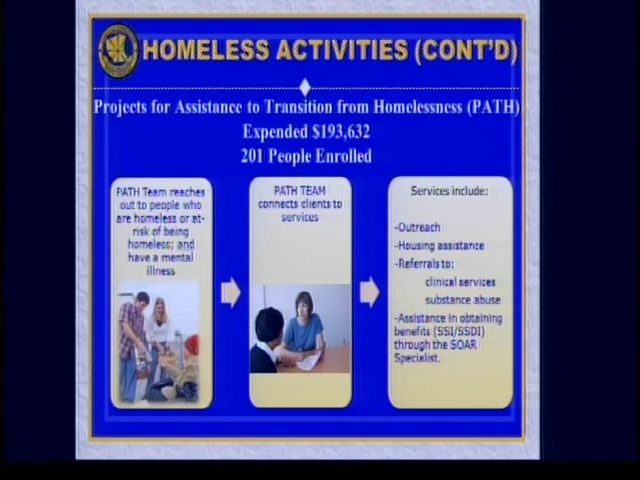 HOMELESS ACTIVITIES (CONT'D)
Projects for Assistance to Transition from Homelessness (PATH)
Expended $193,632
201 People Enrolled
PATH Team reaches
out to people who
are homeless or at-
risk of being
homeless; and
have a mental
illness
PATH TEAM
connects clients to
services
Services include:
-Outreach
-Housing assistance
-Referrals to:
clinical services
substance abuse
-Assistance in obtaining
benefits (SSI/SSDI)
through the SOAR
Specialist.